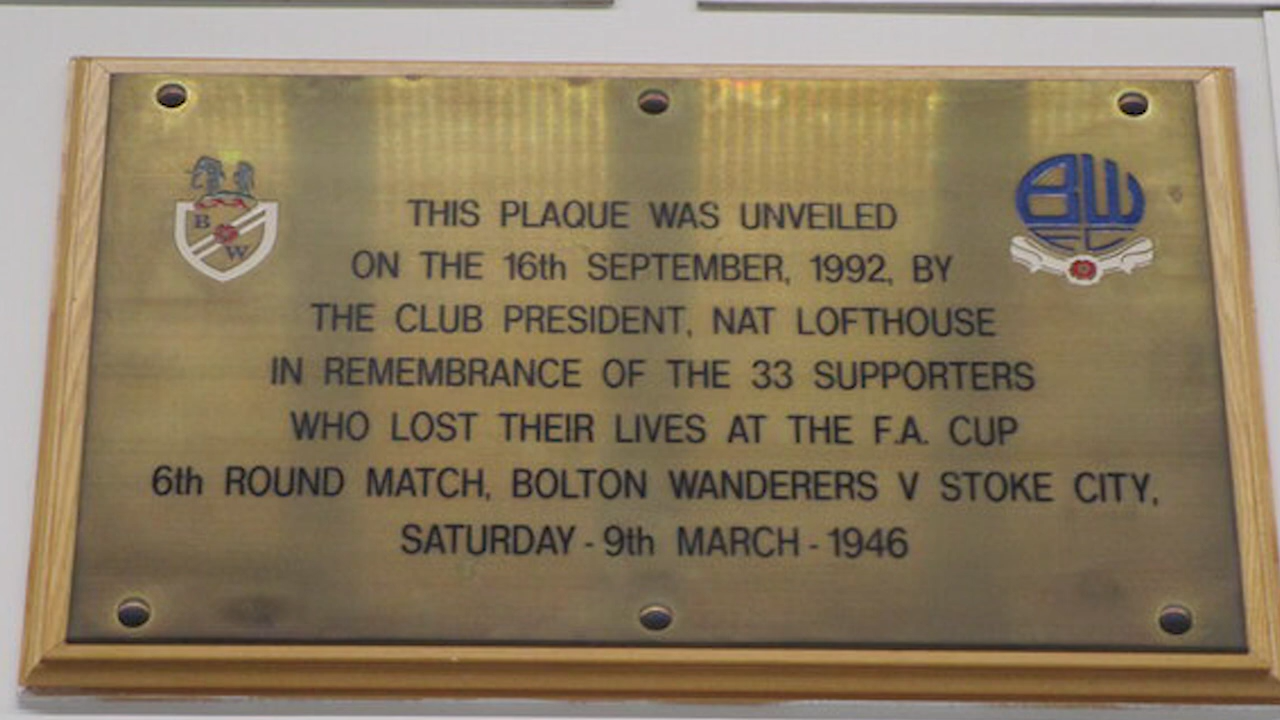 B
W
BW
THIS PLAQUE WAS UNVEILED
ON THE 16th SEPTEMBER, 1992, BY
THE CLUB PRESIDENT, NAT LOFTHOUSE
IN REMEMBRANCE OF THE 33 SUPPORTERS
WHO LOST THEIR LIVES AT THE F.A. CUP
6th ROUND MATCH, BOLTON WANDERERS V STOKE CITY,
SATURDAY - 9th MARCH - 1946